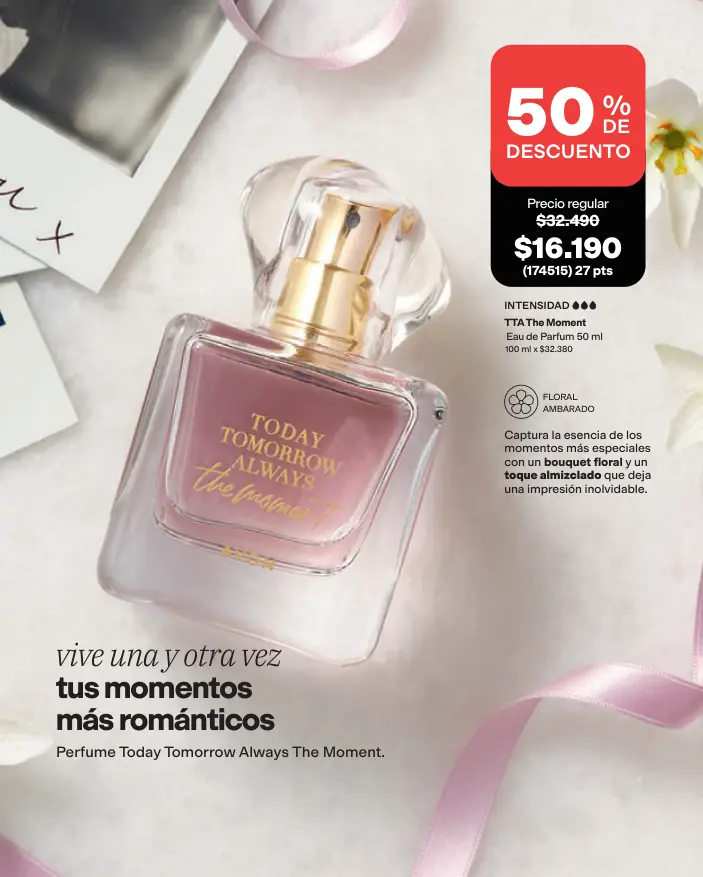 50 %
DE
DESCUENTO
Precio regular
$32.490
$16.190
(174515) 27 pts
INTENSIDAD
TTA The Moment
Eau de Parfum 50 ml
100 ml x $32.380
FLORAL
AMBARADO
Captura la esencia de los
momentos más especiales
con un bouquet floral y un
toque almizclado que deja
una impresión inolvidable.
x
TODAY
TOMORROW
ALWAYS
the moment
AVON
vive una y otra vez
tus momentos
más románticos
Perfume Today Tomorrow Always The Moment.